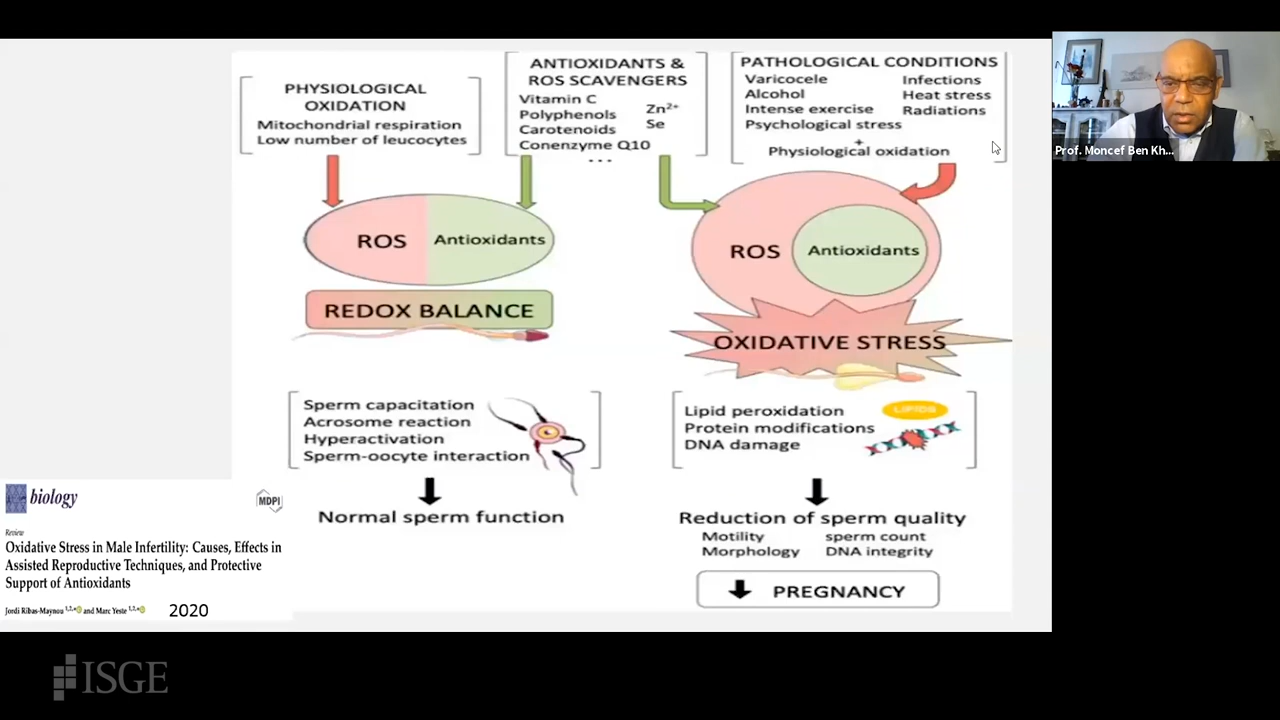 PHYSIOLOGICAL
OXIDATION
Mitochondrial respiration
Low number of leucocytes
ANTIOXIDANTS &
ROS SCAVENGERS
Vitamin C
Polyphenols
Carotenoids
Conenzyme Q10
Zn2+
Se
...
PATHOLOGICAL CONDITIONS
Varicocele
Alcohol
Intense exercise
Psychological stress
Infections
Heat stress
Radiations
+
Physiological oxidation
Prof. Moncef Ben Kh...
ROS
Antioxidants
REDOX BALANCE
ROS
Antioxidants
OXIDATIVE STRESS
Sperm capacitation
Acrosome reaction
Hyperactivation
Sperm-oocyte interaction
Normal sperm function
Lipid peroxidation
Protein modifications
DNA damage
LIPIDS
Reduction of sperm quality
Motility
Morphology
sperm count
DNA integrity
PREGNANCY
biology
MDPI
Review
Oxidative Stress in Male Infertility: Causes, Effects in
Assisted Reproductive Techniques, and Protective
Support of Antioxidants
Jordi Ribas-Maynou 1,2,* and Marc Yeste 1,2,*
2020
ISGE